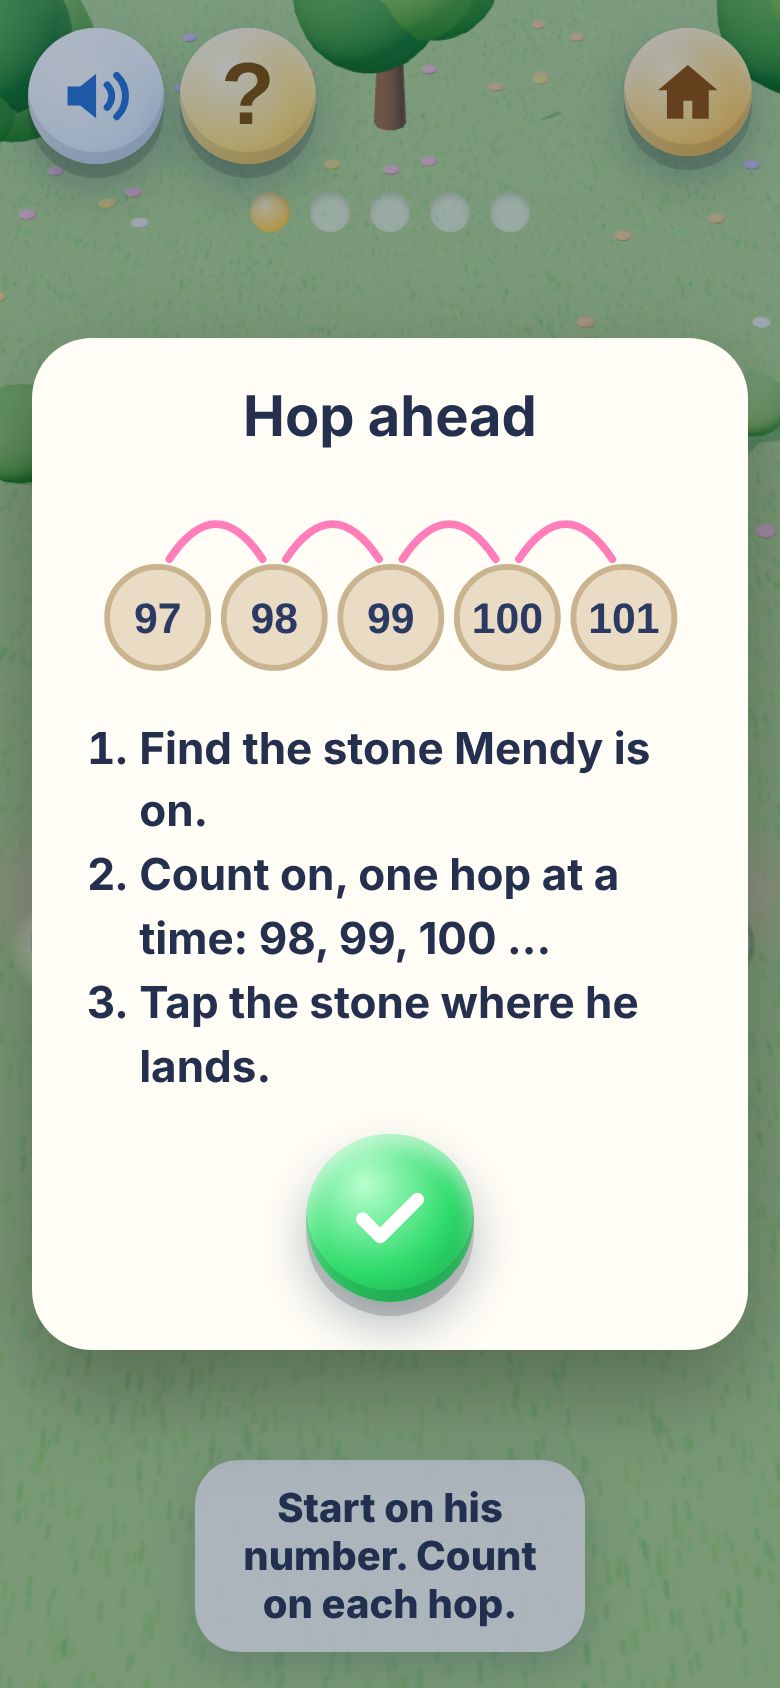 ?
Hop ahead
97 98 99 100 101
1. Find the stone Mendy is
on.
2. Count on, one hop at a
time: 98, 99, 100 ...
3. Tap the stone where he
lands.
Start on his
number. Count
on each hop.